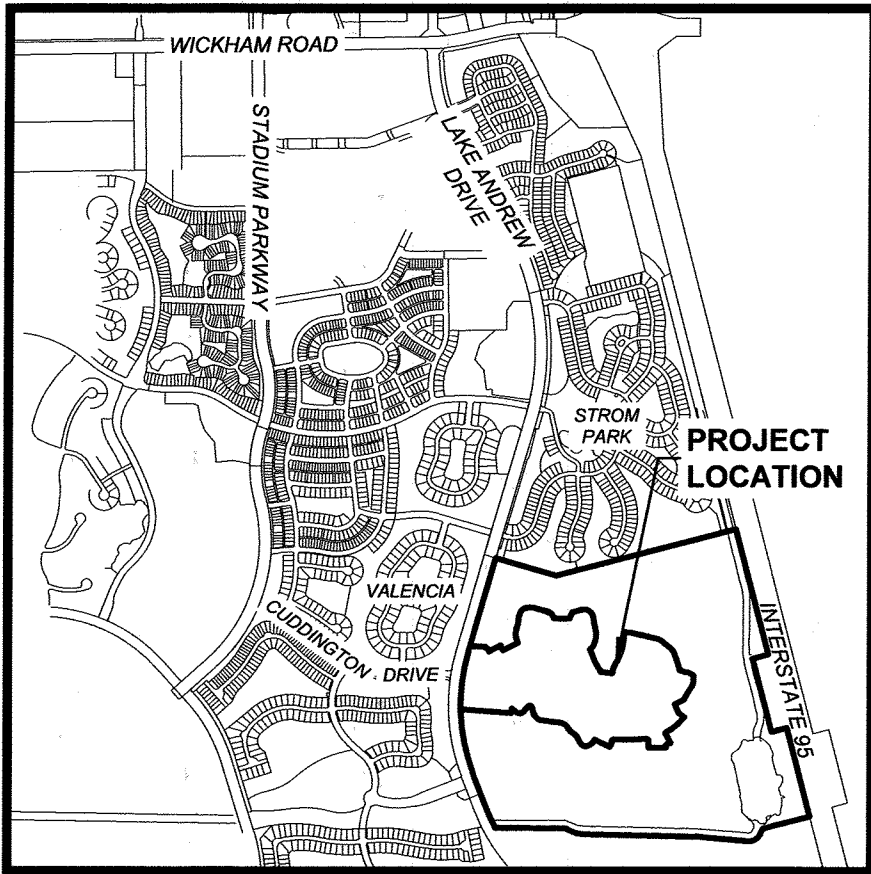 WICKHAM ROAD
STADIUM PARKWAY
LAKE ANDREW
DRIVE
STROM
PARK
PROJECT
LOCATION
VALENCIA
CUDDINGTON DRIVE
INTERSTATE 95